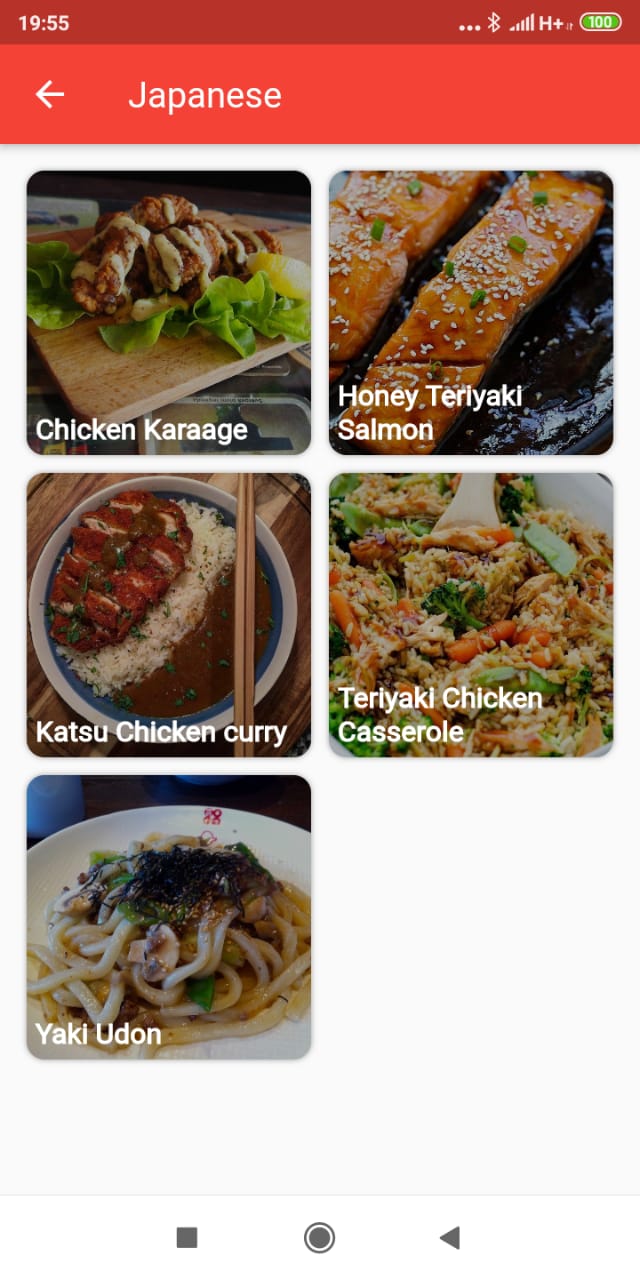 19:55
H+
100
Japanese
Chicken Karaage
Honey Teriyaki
Salmon
Katsu Chicken curry
Teriyaki Chicken
Casserole
Yaki Udon